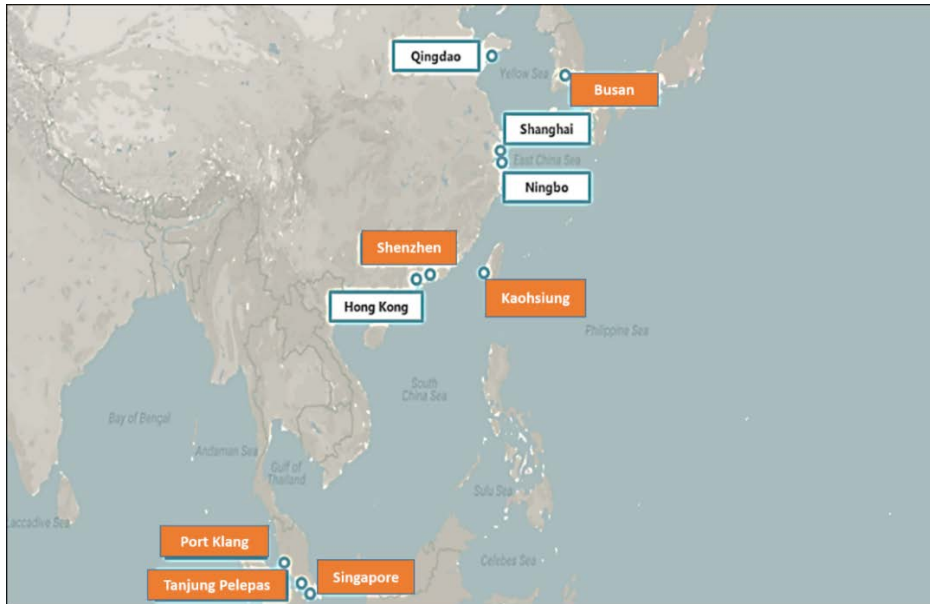 Qingdao
Yellow Sea
Busan
Shanghai
East China Sea
Ningbo
Shenzhen
Hong Kong
Kaohsiung
Philippine Sea
South
China Sea
Bay of Bengal
Andaman Sea
Gulf of
Thailand
Sulu Sea
Laccadive Sea
Port Klang
Celebes Sea
Tanjung Pelepas
Singapore